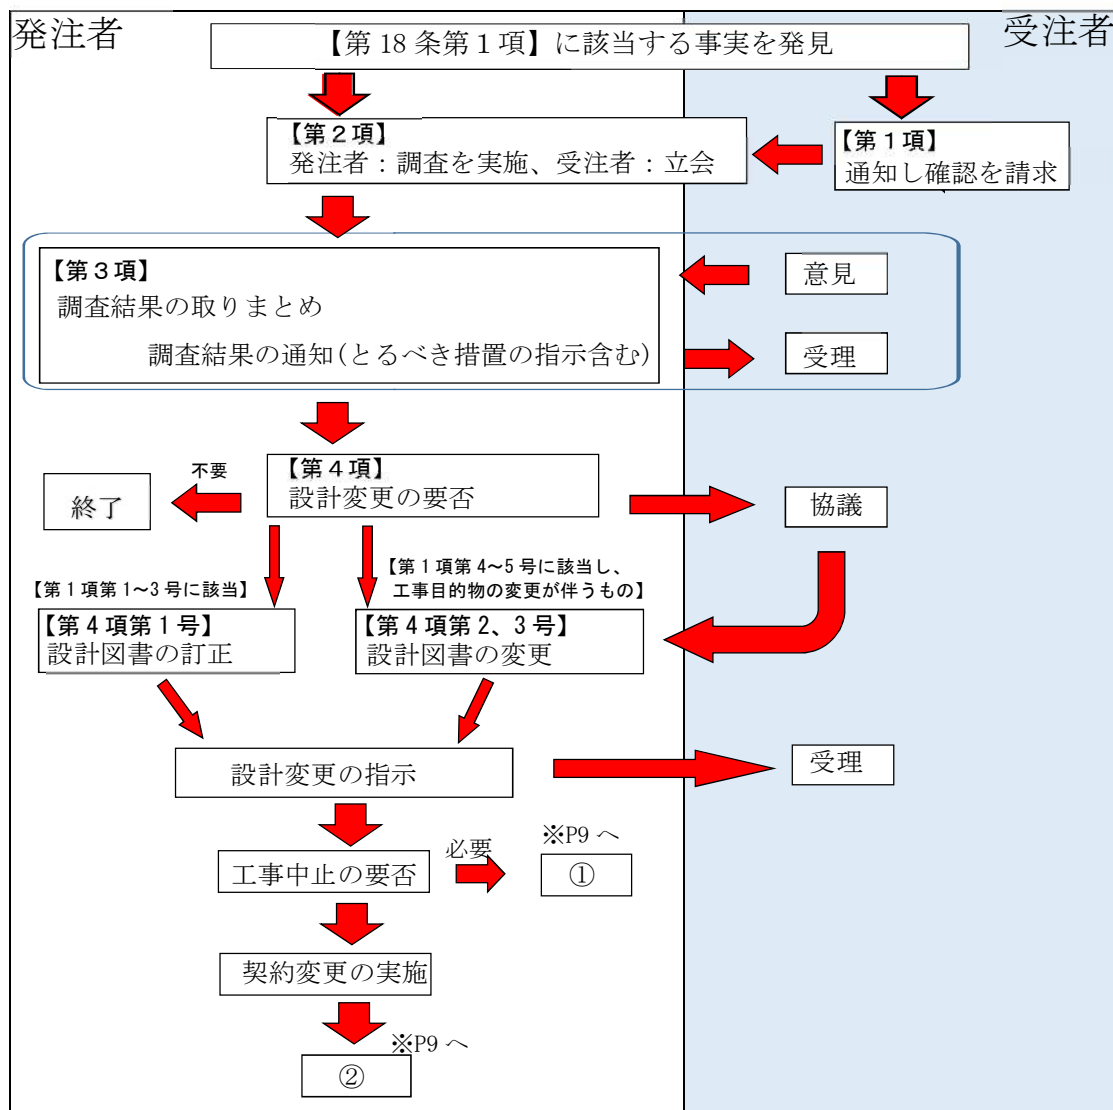 発注者
受注者
【第18条第1項】に該当する事実を発見
【第2項】
発注者：調査を実施、受注者：立会
【第1項】
通知し確認を請求
【第3項】
調査結果の取りまとめ
調査結果の通知(とるべき措置の指示含む)
意見
受理
【第4項】
設計変更の要否
不要
終了
協議
【第1項第1～3号に該当】
【第1項第4～5号に該当し、
工事目的物の変更が伴うもの】
【第4項第1号】
設計図書の訂正
【第4項第2、3号】
設計図書の変更
設計変更の指示
受理
工事中止の要否
必要
※P9へ
①
契約変更の実施
※P9へ
②